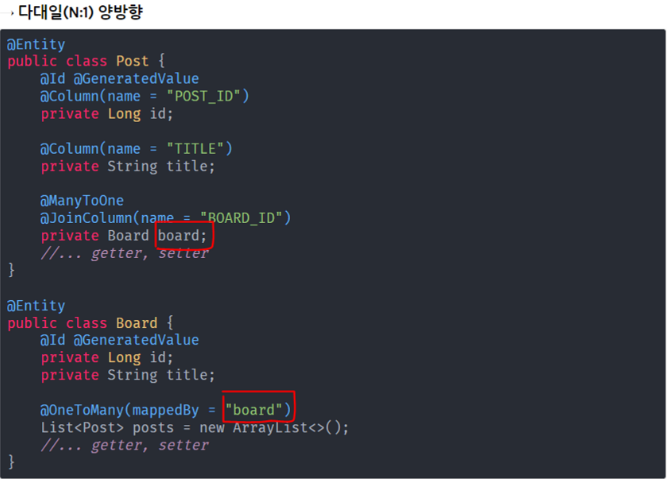 → 다대일(N:1) 양방향
@Entity
public class Post {
@Id @GeneratedValue
@Column(name = "POST_ID")
private Long id;
@Column(name = "TITLE")
private String title;
@ManyToOne
@JoinColumn(name = "BOARD_ID")
private Board board;
//... getter, setter
}
@Entity
public class Board {
@Id @GeneratedValue
private Long id;
private String title;
@OneToMany(mappedBy = "board")
List<Post> posts = new ArrayList<>();
//... getter, setter
}